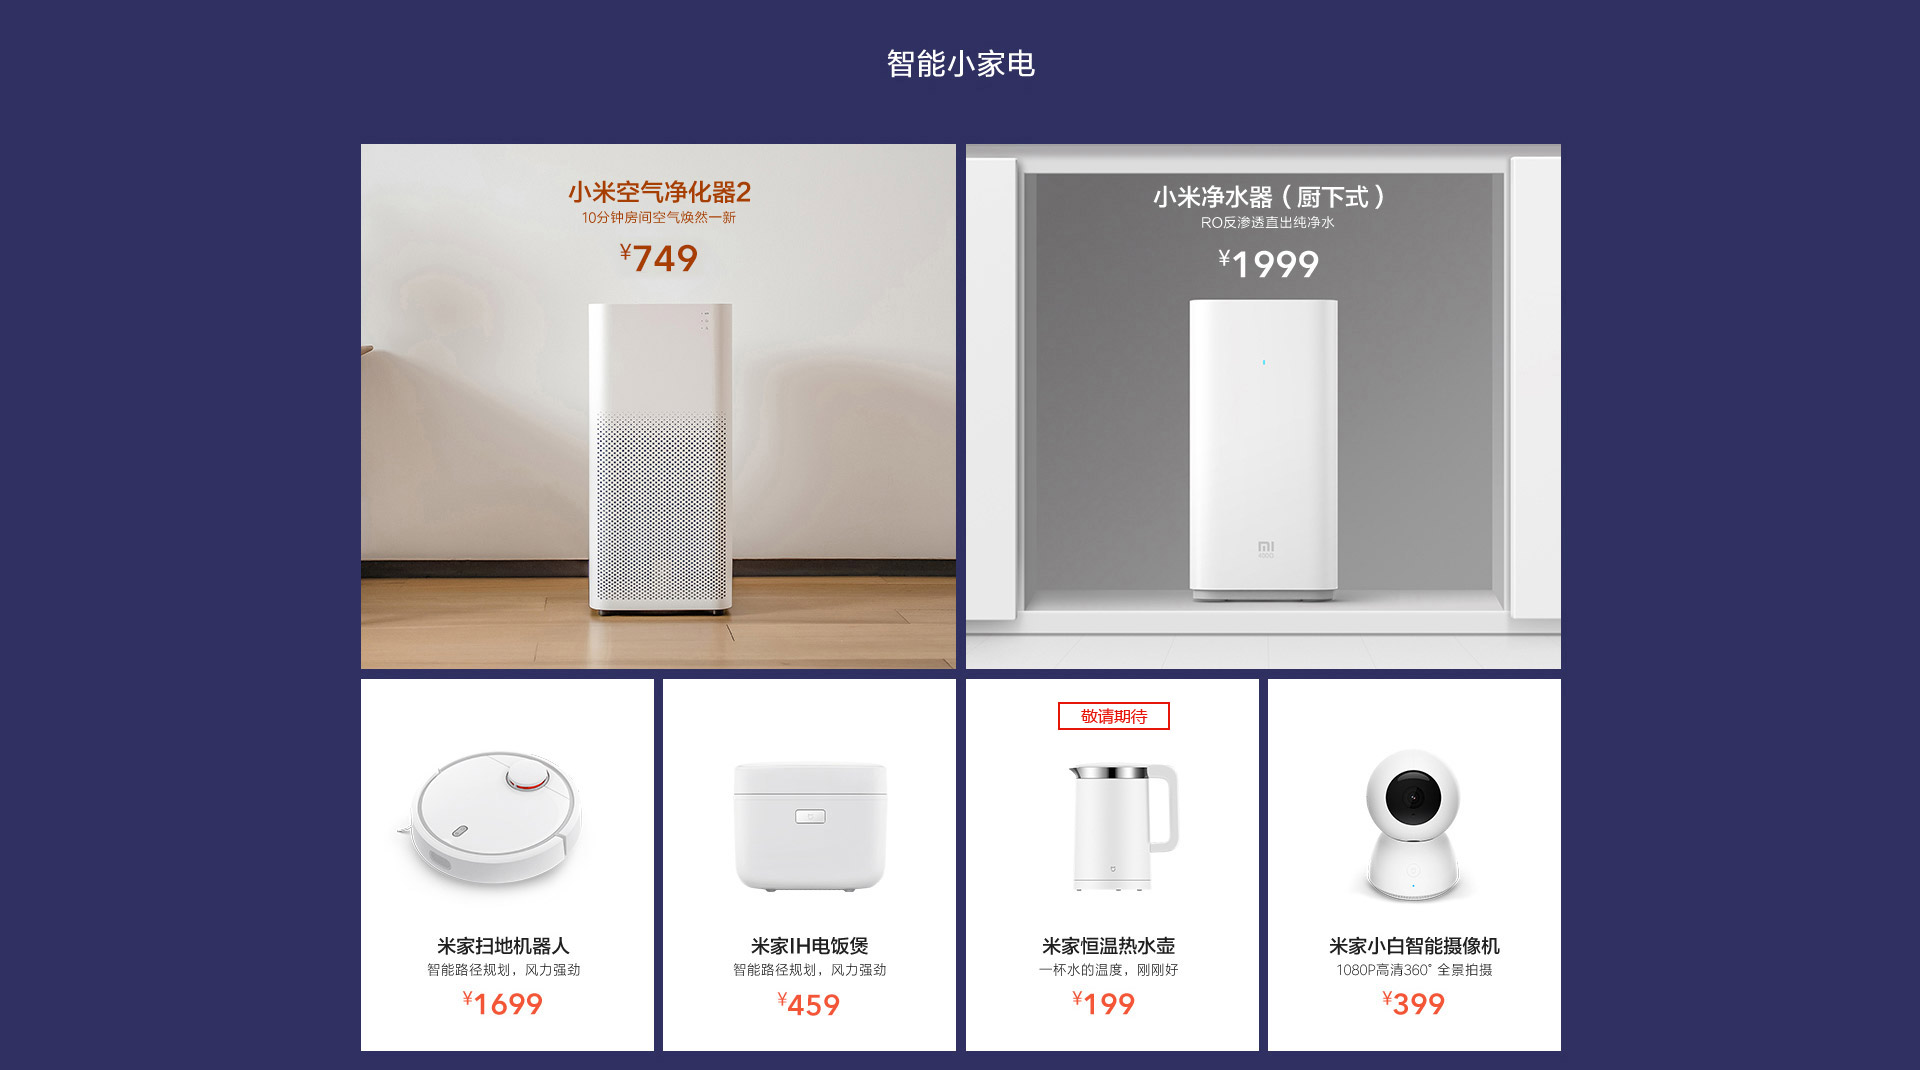 智能小家电
小米空气净化器2
10分钟房间空气焕然一新
¥749
小米净水器（厨下式）
RO反渗透直出纯净水
¥1999
mi
敬请期待
米家扫地机器人
智能路径规划，风力强劲
¥1699
米家IH电饭煲
智能路径规划，风力强劲
¥459
米家恒温热水壶
一杯水的温度，刚刚好
¥199
米家小白智能摄像机
1080P高清360° 全景拍摄
¥399